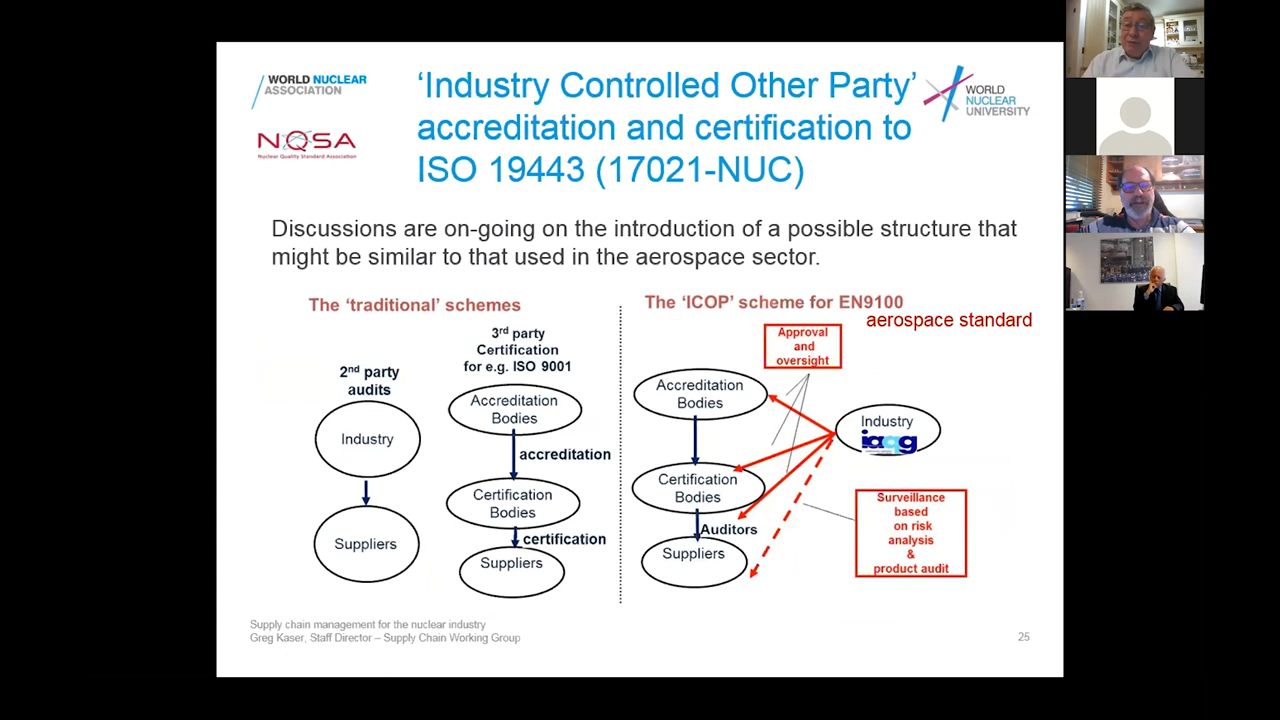 WORLD NUCLEAR
ASSOCIATION
NQSA
Nuclear Quality Standard Association
‘Industry Controlled Other Party’
accreditation and certification to
ISO 19443 (17021-NUC)
WORLD
NUCLEAR
UNIVERSITY
Discussions are on-going on the introduction of a possible structure that
might be similar to that used in the aerospace sector.
The ‘traditional’ schemes
2nd party
audits
Industry
Suppliers
3rd party
Certification
for e.g. ISO 9001
Accreditation
Bodies
accreditation
Certification
Bodies
certification
Suppliers
The ‘ICOP’ scheme for EN9100
aerospace standard
Approval
and
oversight
Accreditation
Bodies
Industry
iaqg
Certification
Bodies
Auditors
Suppliers
Surveillance
based
on risk
analysis
&
product audit
Supply chain management for the nuclear industry
Greg Kaser, Staff Director – Supply Chain Working Group
25